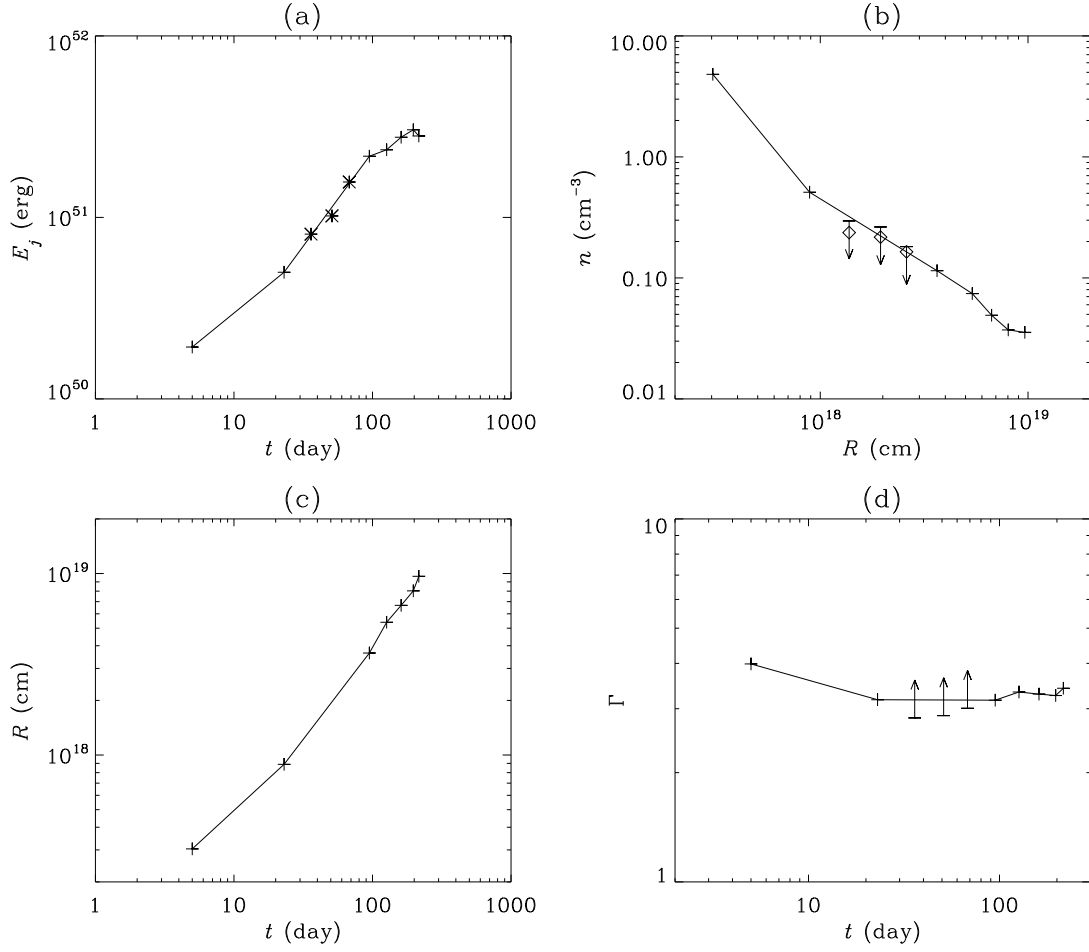 (a)
10^52
10^51
10^50
E_j (erg)
1 10 100 1000
t (day)
(b)
10.00
1.00
0.10
0.01
n (cm^−3)
10^18 10^19
R (cm)
(c)
10^19
10^18
R (cm)
1 10 100 1000
t (day)
(d)
10
1
Γ
10 100
t (day)